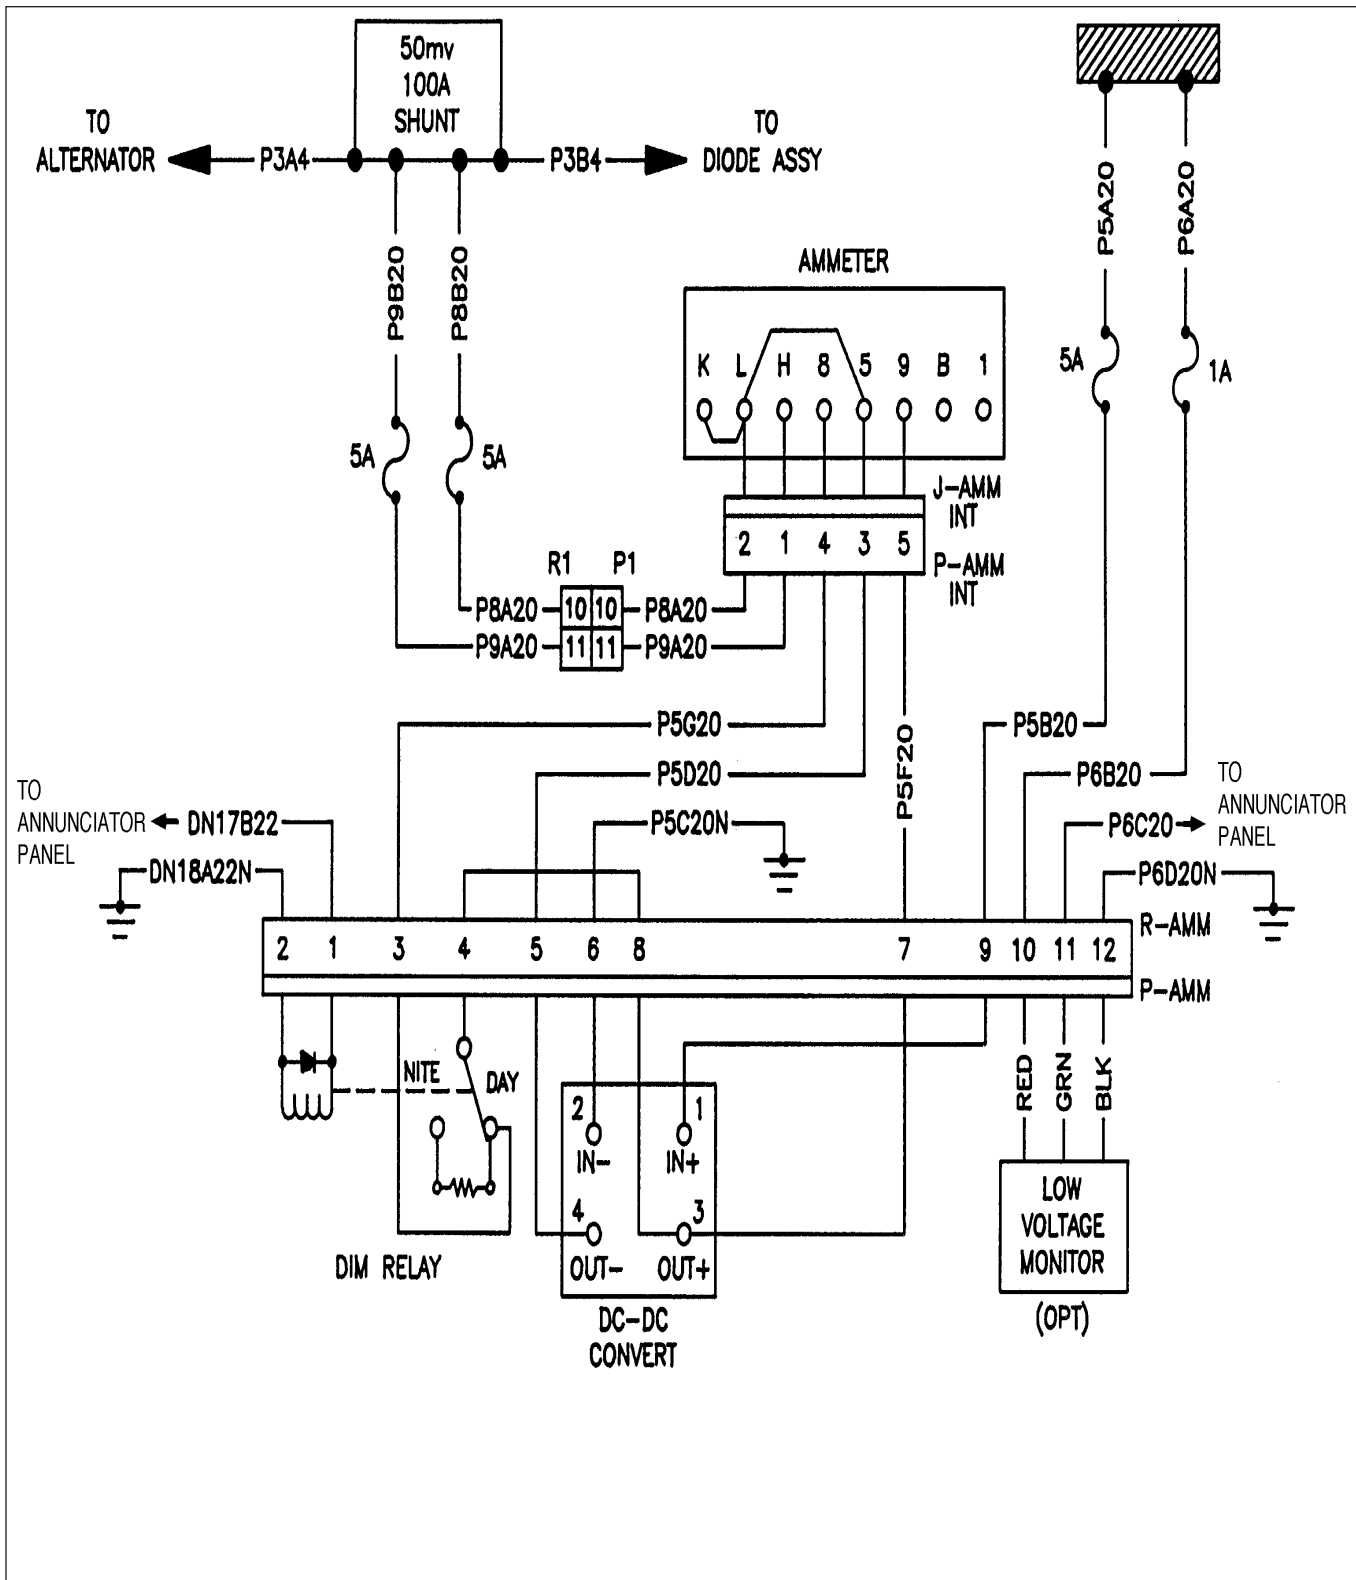 50mv
100A
SHUNT
TO
ALTERNATOR
P3A4
P3B4
TO
DIODE ASSY
P9B20
P8B20
P5A20
P6A20
AMMETER
K L H 8 5 9 B 1
5A
1A
5A
5A
J-AMM
INT
2 1 4 3 5
P-AMM
INT
R1 P1
P8A20 10 10 P8A20
P9A20 11 11 P9A20
P5G20
P5B20
P5D20
P5F20
P6B20
TO
ANNUNCIATOR
PANEL
DN17B22
P5C20N
P6C20
TO
ANNUNCIATOR
PANEL
DN18A22N
P6D20N
2 1 3 4 5 6 8 7 9 10 11 12
R-AMM
P-AMM
NITE
DAY
RED
GRN
BLK
2
IN-
1
IN+
4
OUT-
3
OUT+
DIM RELAY
DC-DC
CONVERT
LOW
VOLTAGE
MONITOR
(OPT)